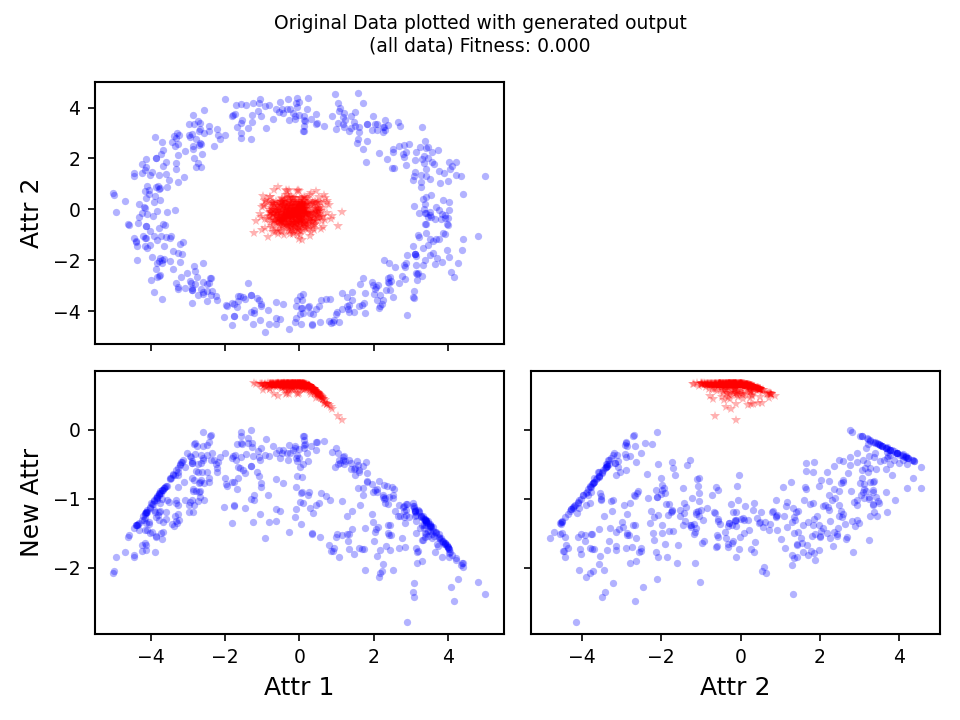 Original Data plotted with generated output
(all data) Fitness: 0.000
4
2
0
−2
−4
Attr 2
0
−1
−2
New Attr
−4 −2 0 2 4
Attr 1
−4 −2 0 2 4
Attr 2